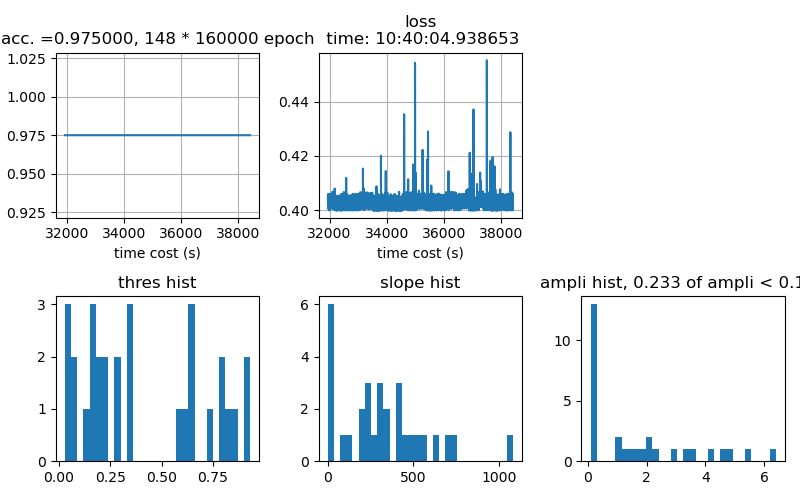 acc. =0.975000, 148 * 160000 epoch
loss
time: 10:40:04.938653
1.025
1.000
0.975
0.950
0.925
32000 34000 36000 38000
time cost (s)
0.44
0.42
0.40
32000 34000 36000 38000
time cost (s)
thres hist
3
2
1
0
0.00 0.25 0.50 0.75
slope hist
6
4
2
0
0 500 1000
ampli hist, 0.233 of ampli < 0.1
10
5
0
0 2 4 6